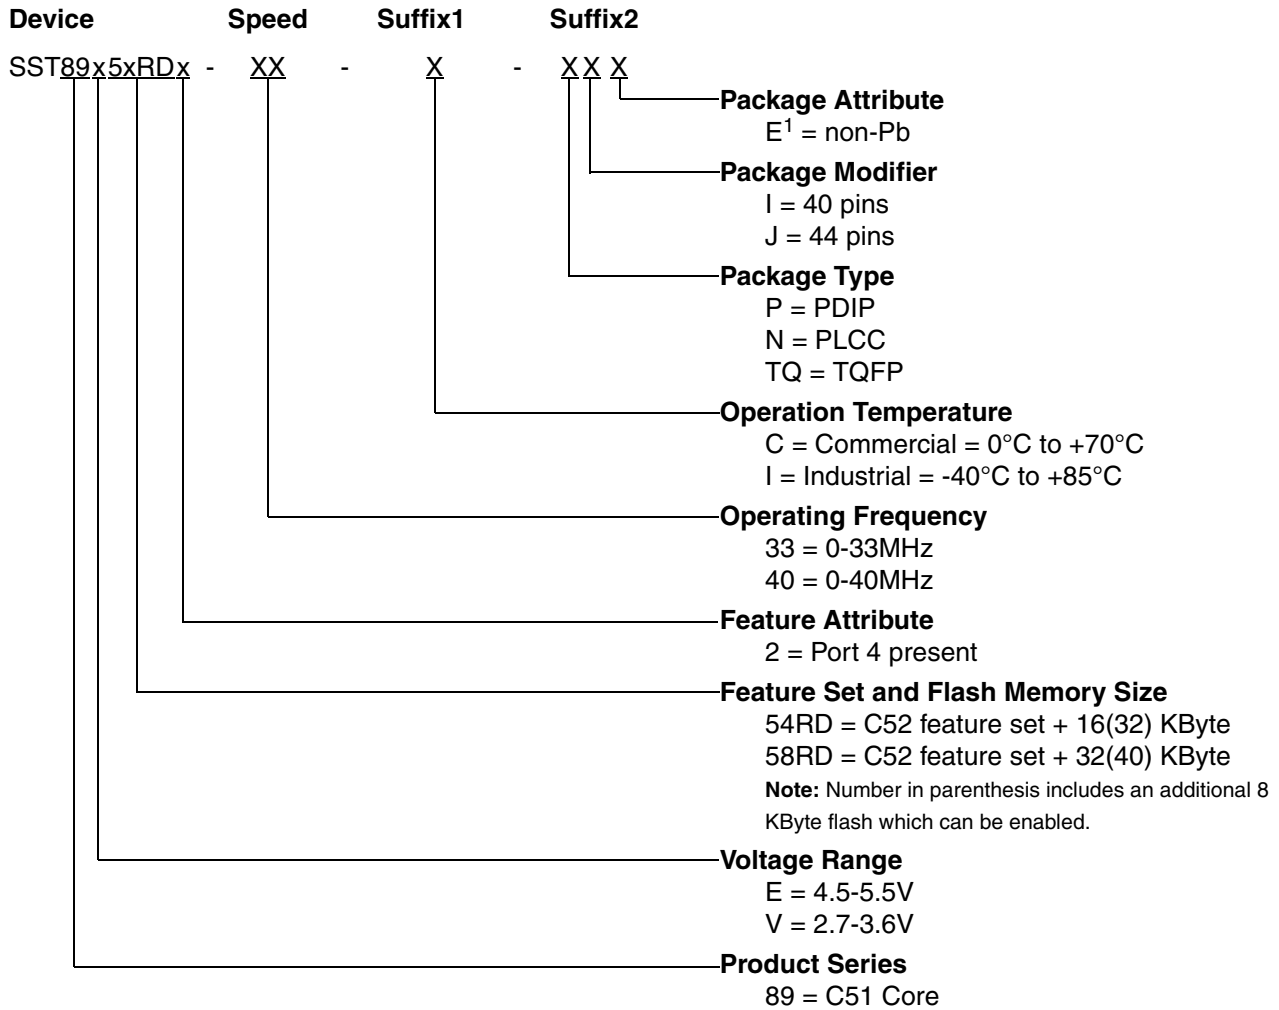 Device Speed Suffix1 Suffix2
SST89x5xRDx - XX - X - XX X
Package Attribute
E1 = non-Pb
Package Modifier
I = 40 pins
J = 44 pins
Package Type
P = PDIP
N = PLCC
TQ = TQFP
Operation Temperature
C = Commercial = 0°C to +70°C
I = Industrial = -40°C to +85°C
Operating Frequency
33 = 0-33MHz
40 = 0-40MHz
Feature Attribute
2 = Port 4 present
Feature Set and Flash Memory Size
54RD = C52 feature set + 16(32) KByte
58RD = C52 feature set + 32(40) KByte
Note: Number in parenthesis includes an additional 8
KByte flash which can be enabled.
Voltage Range
E = 4.5-5.5V
V = 2.7-3.6V
Product Series
89 = C51 Core